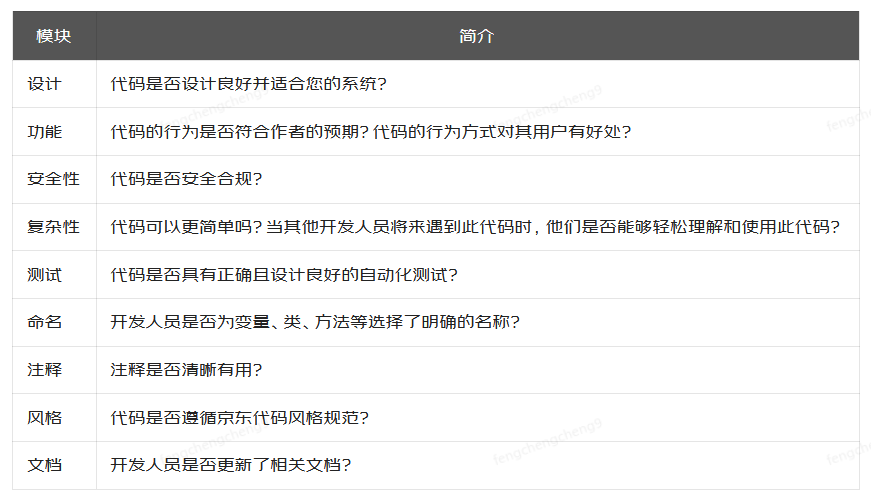 模块 简介
设计 代码是否设计良好并适合您的系统？
功能 代码的行为是否符合作者的预期？代码的行为方式对其用户有好处？
安全性 代码是否安全合规？
复杂性 代码可以更简单吗？当其他开发人员将来遇到此代码时，他们是否能够轻松理解和使用此代码？
测试 代码是否具有正确且设计良好的自动化测试？
命名 开发人员是否为变量、类、方法等选择了明确的名称？
注释 注释是否清晰有用？
风格 代码是否遵循京东代码风格规范？
文档 开发人员是否更新了相关文档？
fengchengcheng9
fengchengcheng9